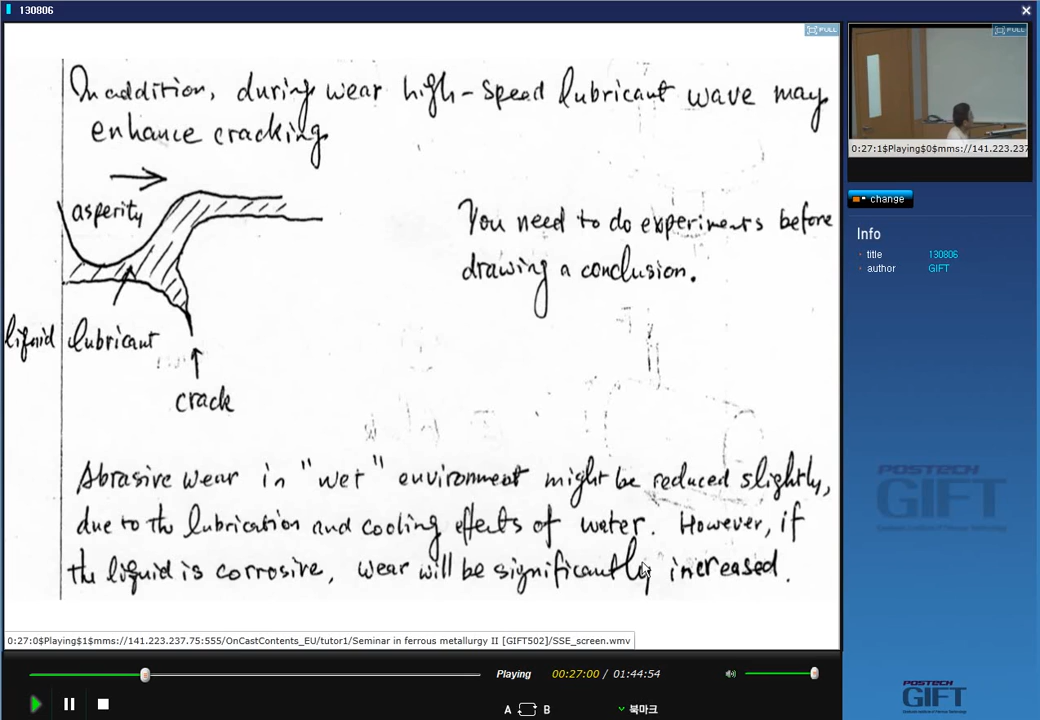 130806
FULL
In addition, during wear high-speed lubricant wave may
enhance cracking.
asperity
You need to do experiments before
drawing a conclusion.
liquid lubricant
crack
Abrasive wear in "wet" environment might be reduced slightly,
due to the lubrication and cooling effects of water. However, if
the liquid is corrosive, wear will be significantly increased.
0:27:0$Playing$1$mms://141.223.237.75:555/OnCastContents_EU/tutor1/Seminar in ferrous metallurgy II [GIFT502]/SSE_screen.wmv
Playing
00:27:00 / 01:44:54
A B
북마크
FULL
0:27:1$Playing$0$mms://141.223.237
change
Info
title 130806
author GIFT
POSTECH
GIFT
POSTECH
GIFT